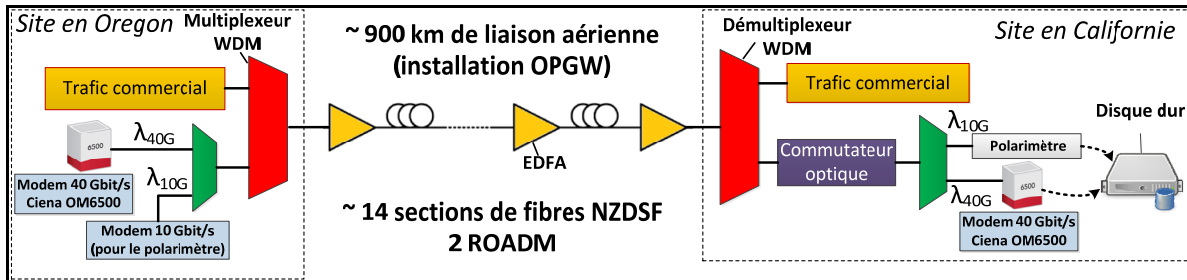 Site en Oregon
Multiplexeur
WDM
Trafic commercial
λ40G
6500
Modem 40 Gbit/s
Ciena OM6500
λ10G
Modem 10 Gbit/s
(pour le polarimètre)
~ 900 km de liaison aérienne
(installation OPGW)
EDFA
~ 14 sections de fibres NZDSF
2 ROADM
Démultiplexeur
WDM
Site en Californie
Trafic commercial
Commutateur
optique
λ10G
Polarimètre
Disque dur
λ40G
6500
Modem 40 Gbit/s
Ciena OM6500